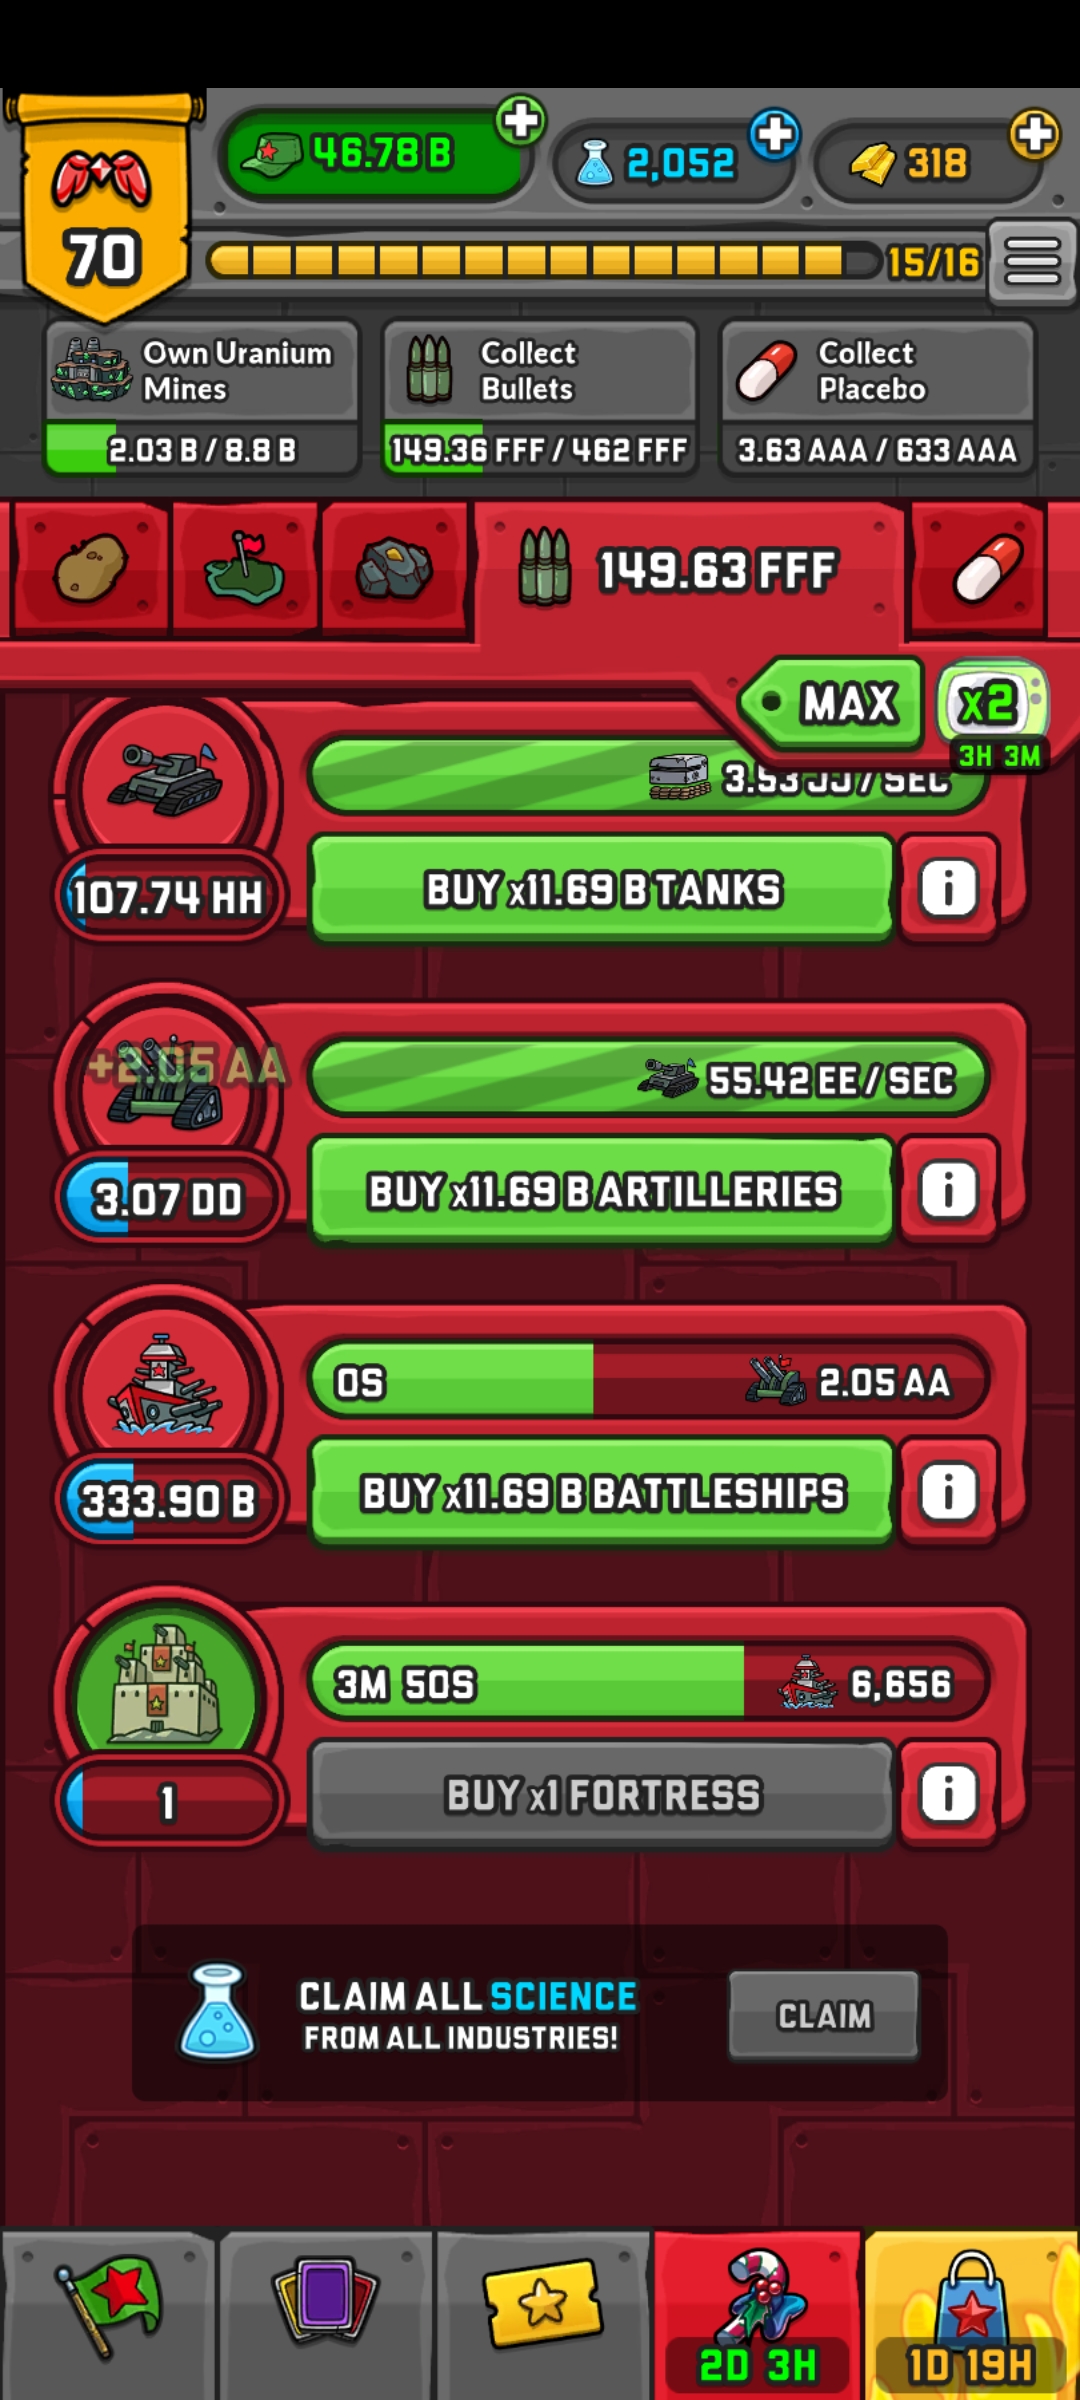 46.78 B
2,052
318
70
15/16
Own Uranium
Mines
2.03 B / 8.8 B
Collect
Bullets
149.36 FFF / 462 FFF
Collect
Placebo
3.63 AAA / 633 AAA
149.63 FFF
MAX
x2
3H 3M
3.53 JJ / SEC
107.74 HH
BUY x11.69 B TANKS
i
+2.05 AA
55.42 EE / SEC
3.07 DD
BUY x11.69 B ARTILLERIES
i
0S
2.05 AA
333.90 B
BUY x11.69 B BATTLESHIPS
i
3M 50S
6,656
1
BUY x1 FORTRESS
i
CLAIM ALL SCIENCE
FROM ALL INDUSTRIES!
CLAIM
2D 3H
1D 19H